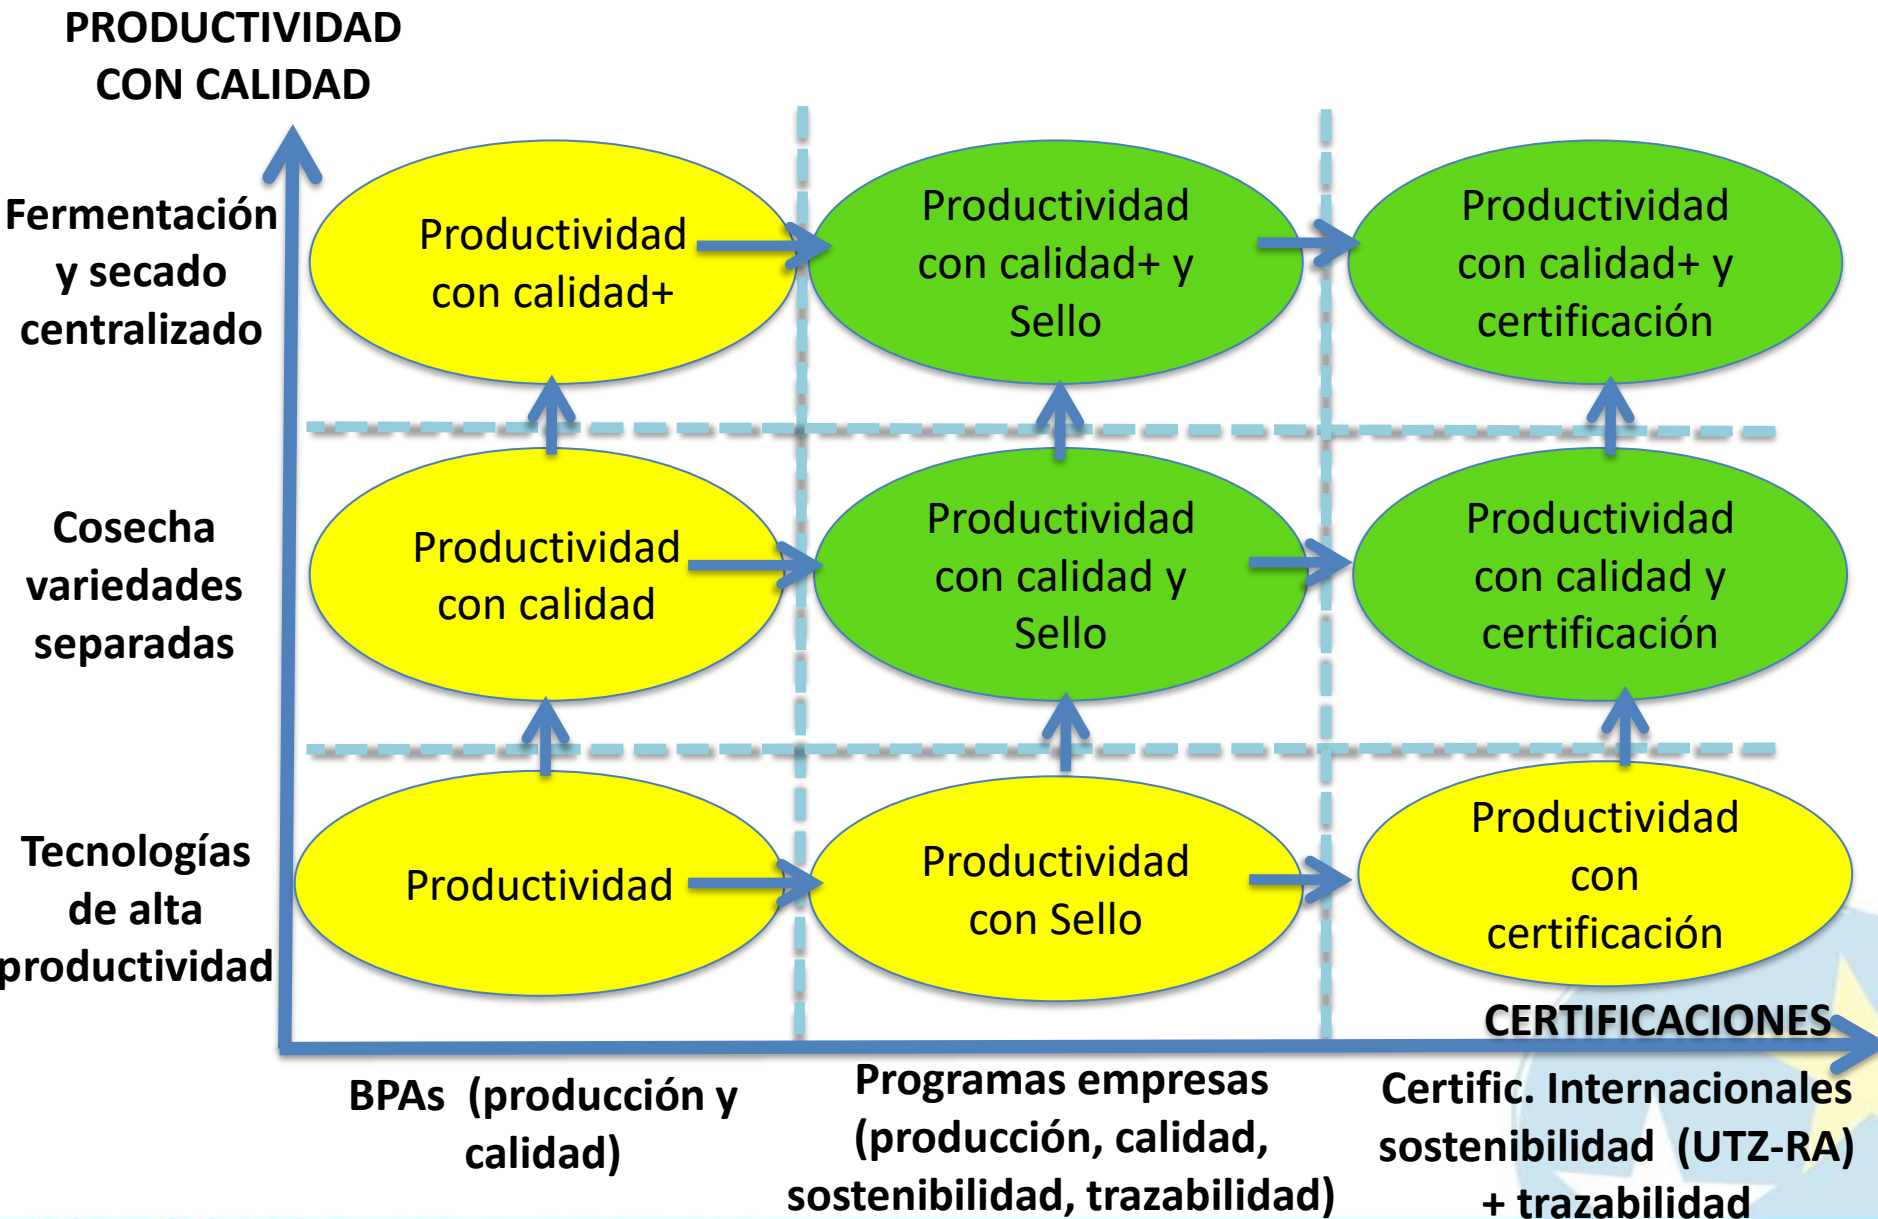 PRODUCTIVIDAD
CON CALIDAD
Fermentación
y secado
centralizado
Productividad
con calidad+
Productividad
con calidad+ y
Sello
Productividad
con calidad+ y
certificación
Cosecha
variedades
separadas
Productividad
con calidad
Productividad
con calidad y
Sello
Productividad
con calidad y
certificación
Tecnologías
de alta
productividad
Productividad
Productividad
con Sello
Productividad
con
certificación
CERTIFICACIONES
BPAs (producción y
calidad)
Programas empresas
(producción, calidad,
sostenibilidad, trazabilidad)
Certific. Internacionales
sostenibilidad (UTZ-RA)
+ trazabilidad